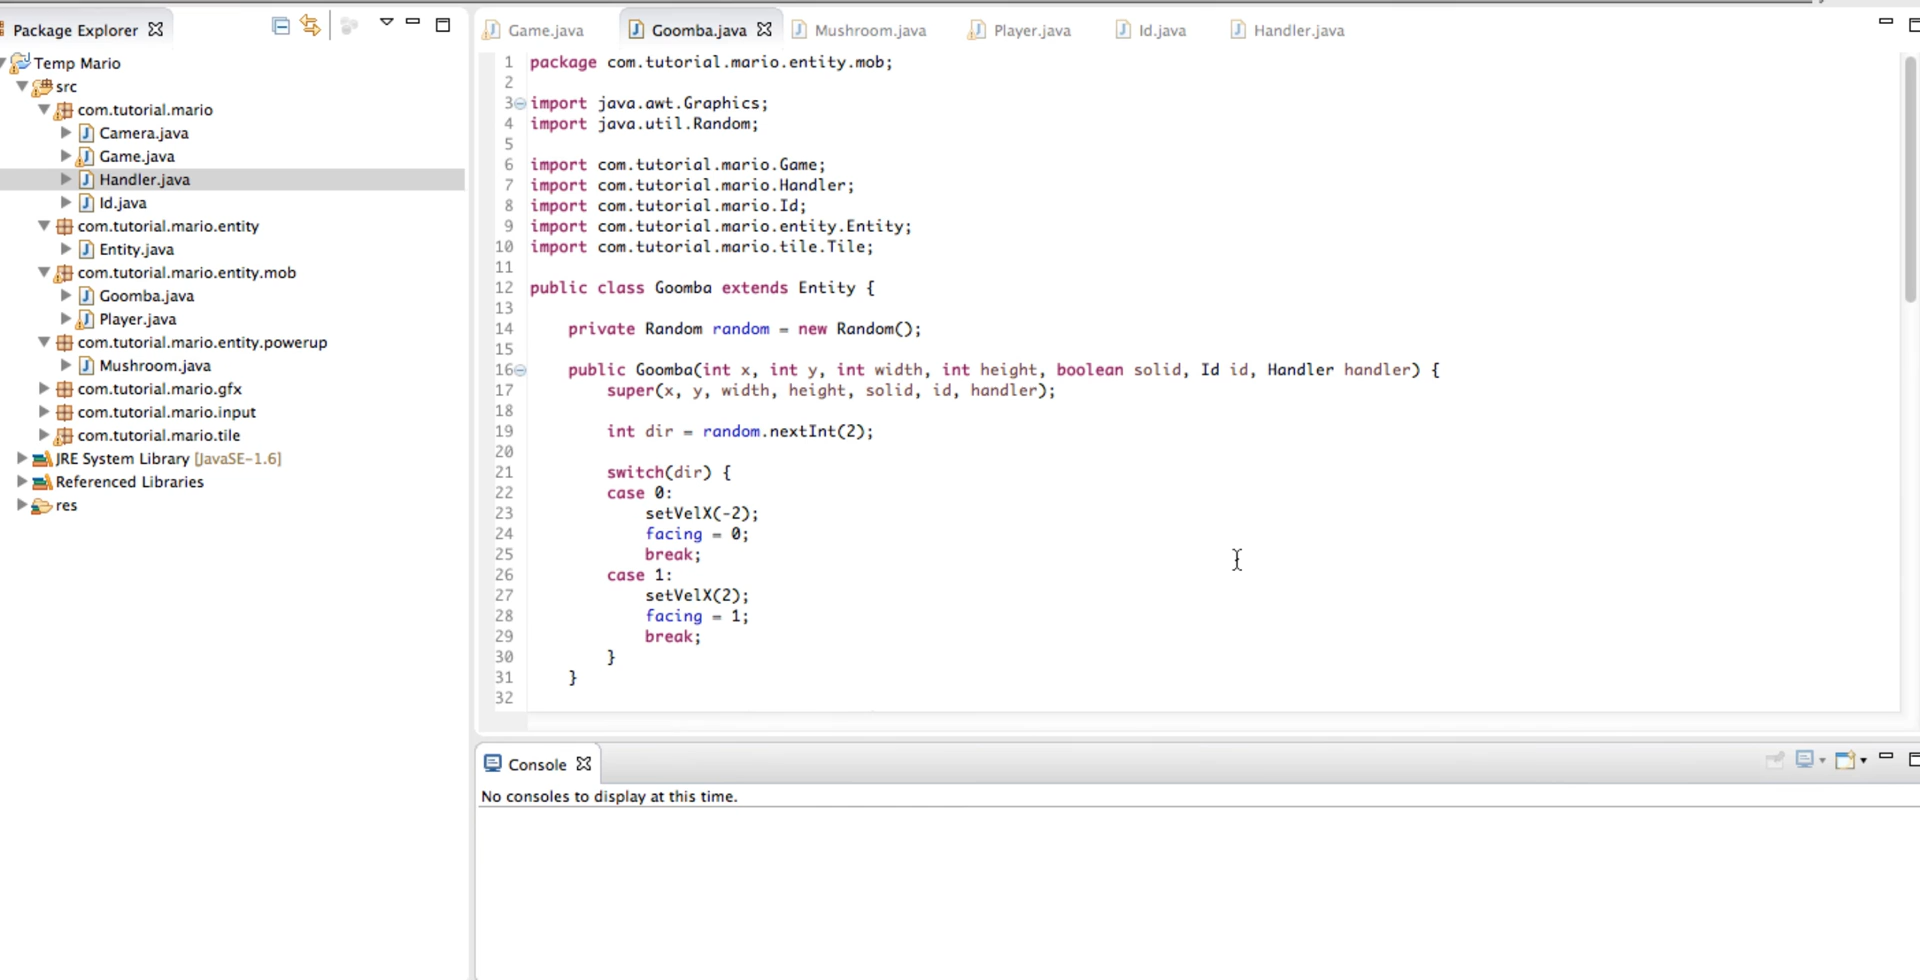 Package Explorer
Temp Mario
src
com.tutorial.mario
Camera.java
Game.java
Handler.java
Id.java
com.tutorial.mario.entity
Entity.java
com.tutorial.mario.entity.mob
Goomba.java
Player.java
com.tutorial.mario.entity.powerup
Mushroom.java
com.tutorial.mario.gfx
com.tutorial.mario.input
com.tutorial.mario.tile
JRE System Library [JavaSE-1.6]
Referenced Libraries
res
Game.java Goomba.java Mushroom.java Player.java Id.java Handler.java
1 package com.tutorial.mario.entity.mob;
2
3 import java.awt.Graphics;
4 import java.util.Random;
5
6 import com.tutorial.mario.Game;
7 import com.tutorial.mario.Handler;
8 import com.tutorial.mario.Id;
9 import com.tutorial.mario.entity.Entity;
10 import com.tutorial.mario.tile.Tile;
11
12 public class Goomba extends Entity {
13
14 private Random random = new Random();
15
16 public Goomba(int x, int y, int width, int height, boolean solid, Id id, Handler handler) {
17 super(x, y, width, height, solid, id, handler);
18
19 int dir = random.nextInt(2);
20
21 switch(dir) {
22 case 0:
23 setVelX(-2);
24 facing = 0;
25 break;
26 case 1:
27 setVelX(2);
28 facing = 1;
29 break;
30 }
31 }
32
Console
No consoles to display at this time.